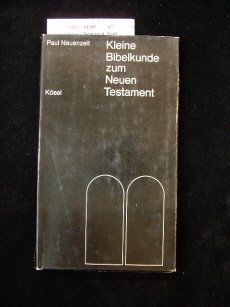 Paul Neuenzeit
Kleine
Bibelkunde
zum
Neuen
Testament
Kösel